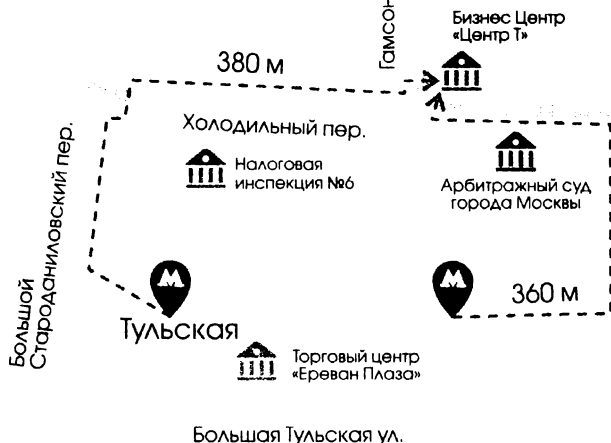 Гамсон
Бизнес Центр
«Центр Т»
380 м
Холодильный пер.
Налоговая
инспекция №6
Арбитражный суд
города Москвы
Большой
Староданиловский пер.
360 м
Тульская
Торговый центр
«Ереван Плаза»
Большая Тульская ул.